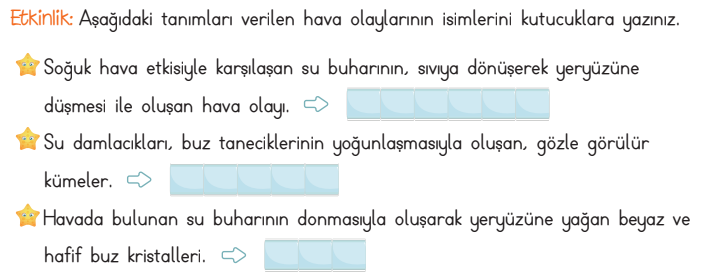 Etkinlik: Aşağıdaki tanımları verilen hava olaylarının isimlerini kutucuklara yazınız.
Soğuk hava etkisiyle karşılaşan su buharının, sıvıya dönüşerek yeryüzüne
düşmesi ile oluşan hava olayı.
Su damlacıkları, buz taneciklerinin yoğunlaşmasıyla oluşan, gözle görülür
kümeler.
Havada bulunan su buharının donmasıyla oluşarak yeryüzüne yağan beyaz ve
hafif buz kristalleri.